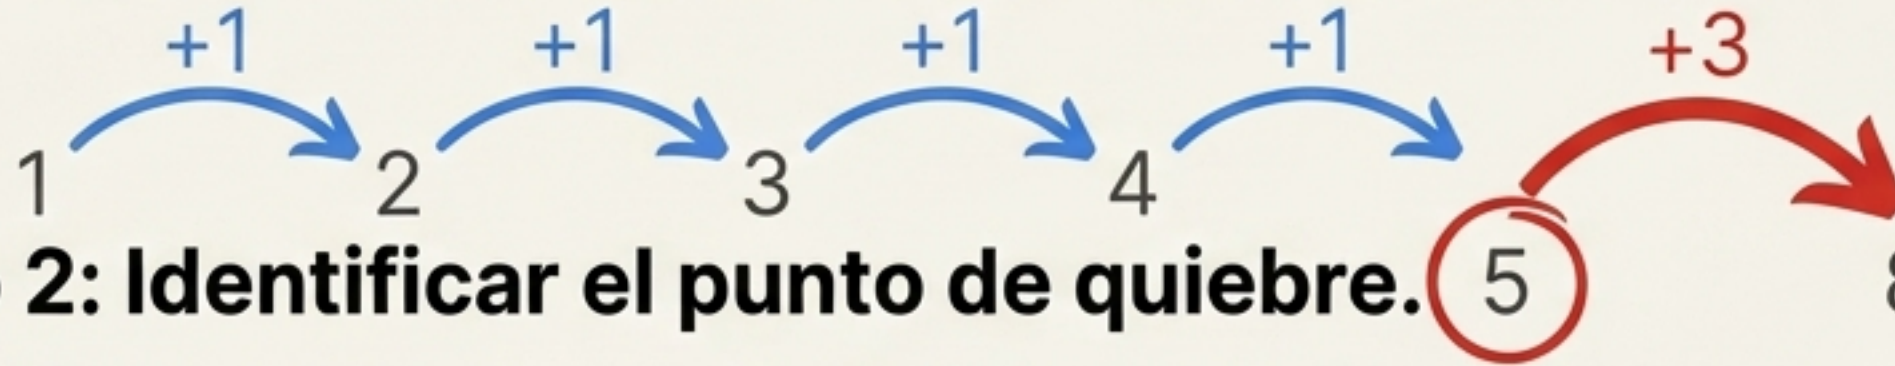 +1 +1 +1 +1 +3
1 2 3 4
2: Identificar el punto de quiebre. 5